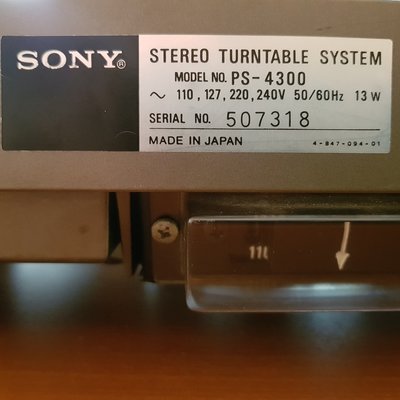 SONY®
STEREO TURNTABLE SYSTEM
MODEL NO. PS-4300
~ 110, 127, 220, 240V 50/60Hz 13 W
SERIAL NO. 507318
MADE IN JAPAN 4-847-094-01